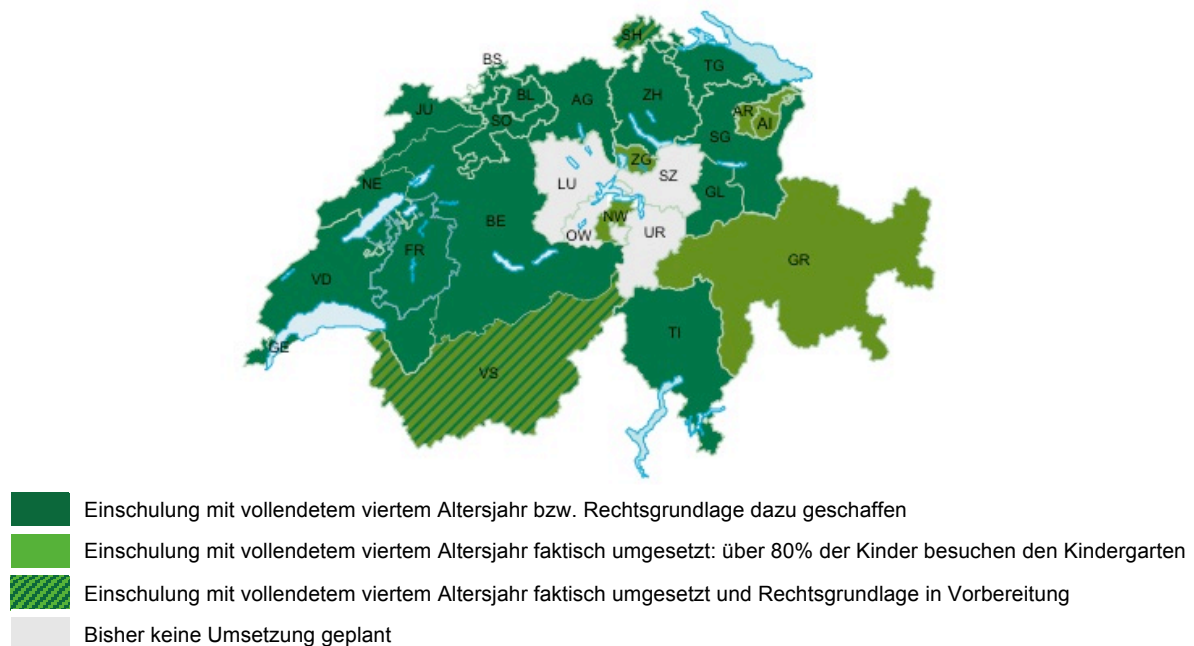 SH
BS
TG
BL
AG
ZH
JU
SO
AR
AI
SG
ZG
NE
LU
SZ
GL
NW
BE
OW
UR
FR
GR
VD
TI
GE
VS
Einschulung mit vollendetem viertem Altersjahr bzw. Rechtsgrundlage dazu geschaffen
Einschulung mit vollendetem viertem Altersjahr faktisch umgesetzt: über 80% der Kinder besuchen den Kindergarten
Einschulung mit vollendetem viertem Altersjahr faktisch umgesetzt und Rechtsgrundlage in Vorbereitung
Bisher keine Umsetzung geplant